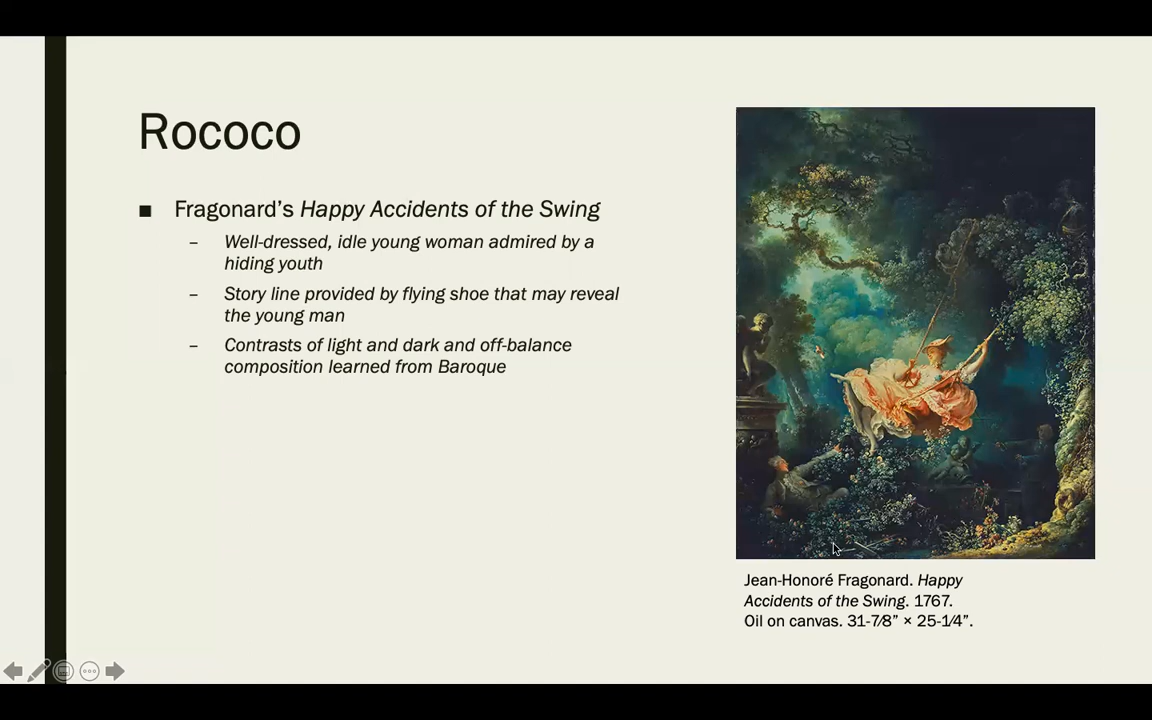 Rococo
■ Fragonard’s Happy Accidents of the Swing
– Well-dressed, idle young woman admired by a
hiding youth
– Story line provided by flying shoe that may reveal
the young man
– Contrasts of light and dark and off-balance
composition learned from Baroque
Jean-Honoré Fragonard. Happy
Accidents of the Swing. 1767.
Oil on canvas. 31-7⁄8” × 25-1⁄4”.